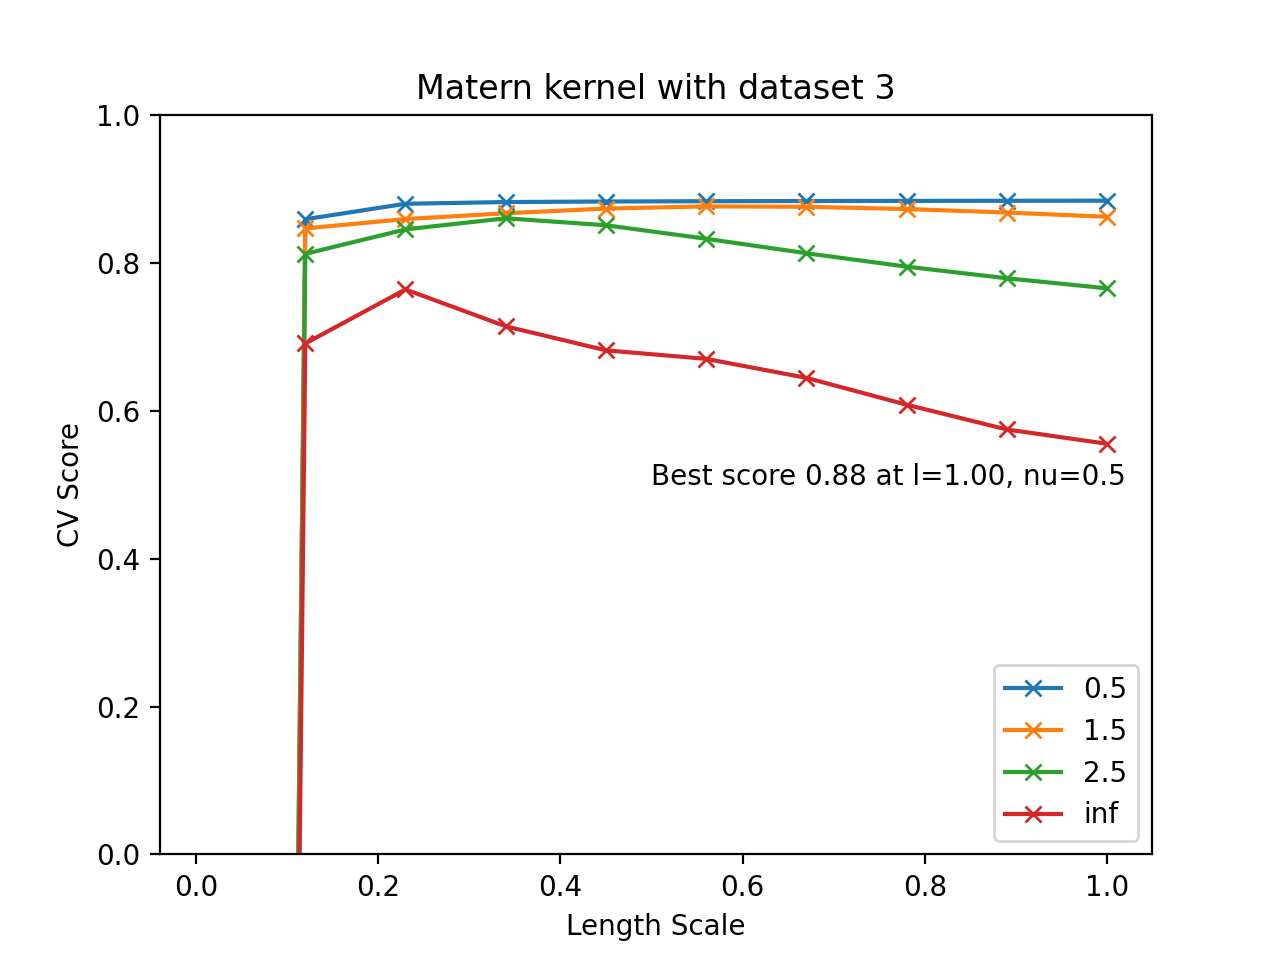 Matern kernel with dataset 3
1.0
0.8
0.6
0.4
0.2
0.0
CV Score
Best score 0.88 at l=1.00, nu=0.5
0.5
1.5
2.5
inf
0.0 0.2 0.4 0.6 0.8 1.0
Length Scale